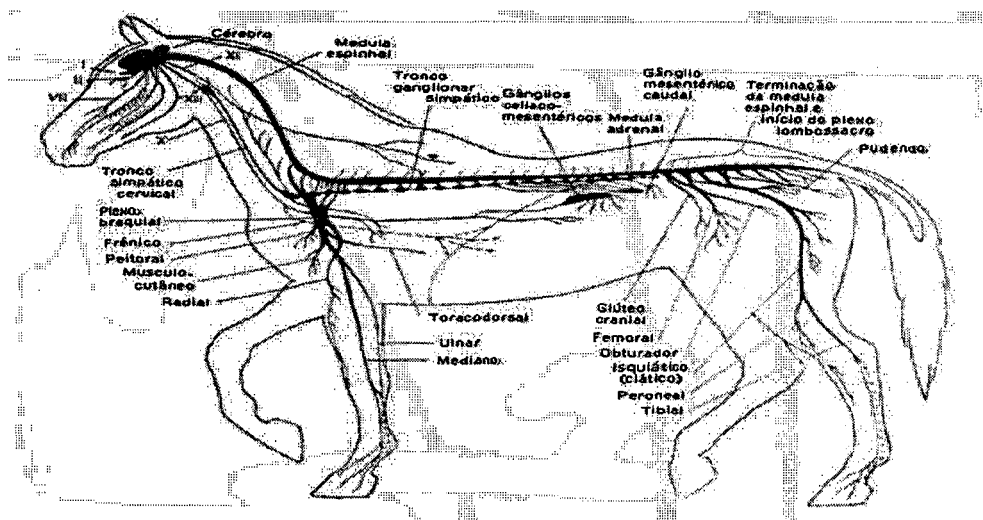 Cérebro
I
II
VII
XI
XII
X
Medula
espinhal
Tronco
ganglionar
simpático
Gânglios
celíaco-
mesentéricos
Medula
adrenal
Gânglio
mesentérico
caudal
Terminação
da medula
espinhal e
início do plexo
lombossacro
Pudendo
Tronco
simpático
cervical
Plexo
braquial
Frênico
Peitoral
Músculo-
cutâneo
Radial
Toracodorsal
Ulnar
Mediano
Glúteo
cranial
Femoral
Obturador
Isquiático
(ciático)
Peroneal
Tibial